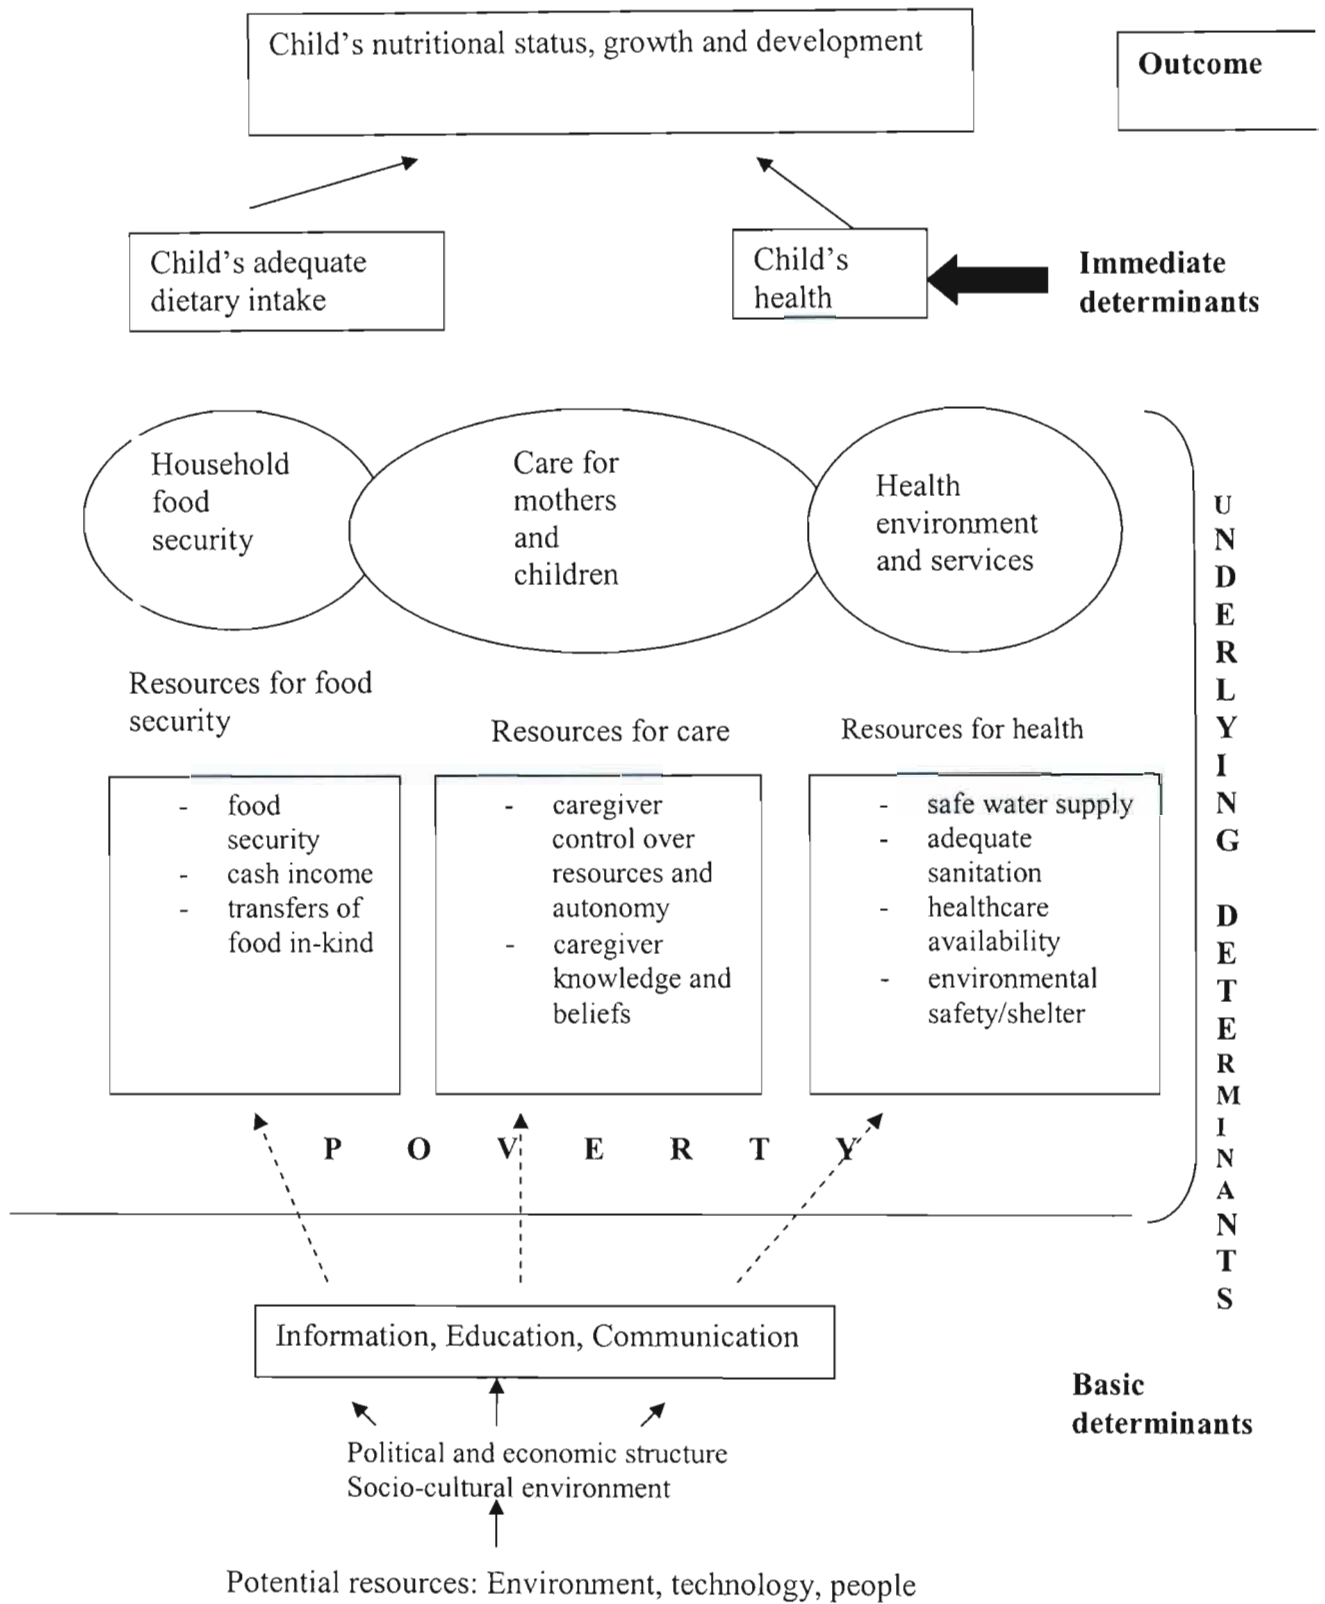 Child's nutritional status, growth and development
Outcome
Child's adequate
dietary intake
Child's
health
Immediate
determinants
Household
food
security
Care for
mothers
and
children
Health
environment
and services
UNDERLYING DETERMINANTS
Resources for food
security
Resources for care
Resources for health
- food
security
- cash income
- transfers of
food in-kind
- caregiver
control over
resources and
autonomy
- caregiver
knowledge and
beliefs
- safe water supply
- adequate
sanitation
- healthcare
availability
- environmental
safety/shelter
P O V E R T Y
Information, Education, Communication
Basic
determinants
Political and economic structure
Socio-cultural environment
Potential resources: Environment, technology, people